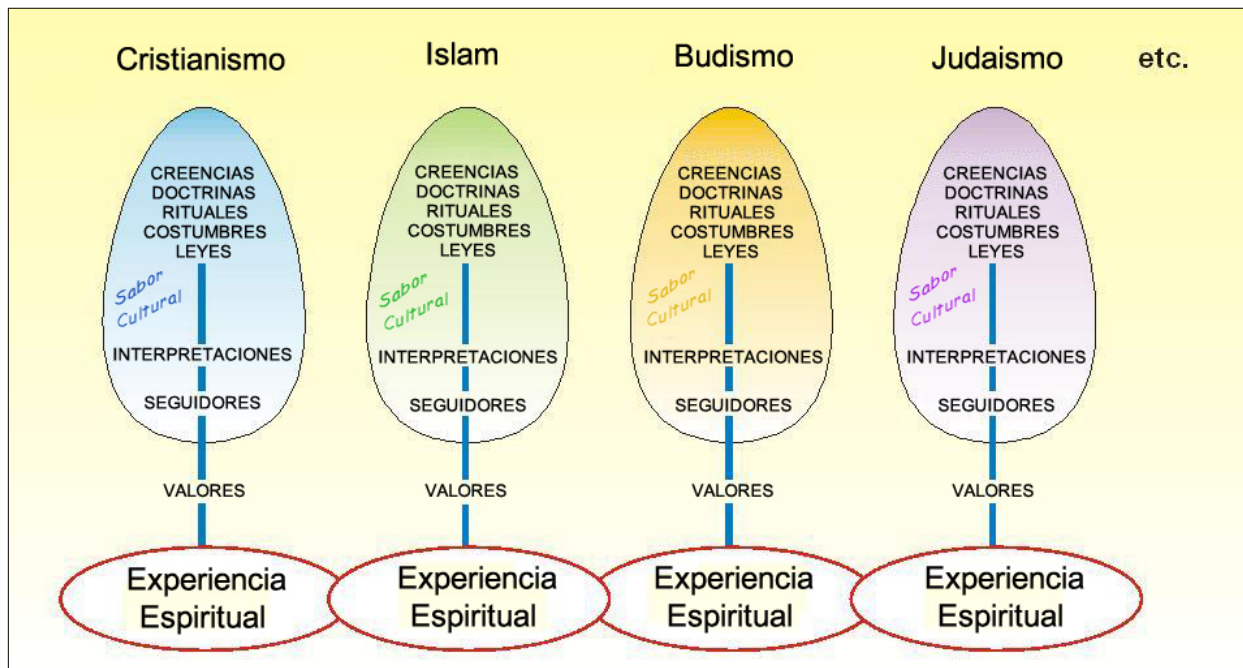 Cristianismo
Islam
Budismo
Judaismo
etc.
CREENCIAS
DOCTRINAS
RITUALES
COSTUMBRES
LEYES
Sabor
Cultural
INTERPRETACIONES
SEGUIDORES
VALORES
Experiencia
Espiritual
CREENCIAS
DOCTRINAS
RITUALES
COSTUMBRES
LEYES
Sabor
Cultural
INTERPRETACIONES
SEGUIDORES
VALORES
Experiencia
Espiritual
CREENCIAS
DOCTRINAS
RITUALES
COSTUMBRES
LEYES
Sabor
Cultural
INTERPRETACIONES
SEGUIDORES
VALORES
Experiencia
Espiritual
CREENCIAS
DOCTRINAS
RITUALES
COSTUMBRES
LEYES
Sabor
Cultural
INTERPRETACIONES
SEGUIDORES
VALORES
Experiencia
Espiritual